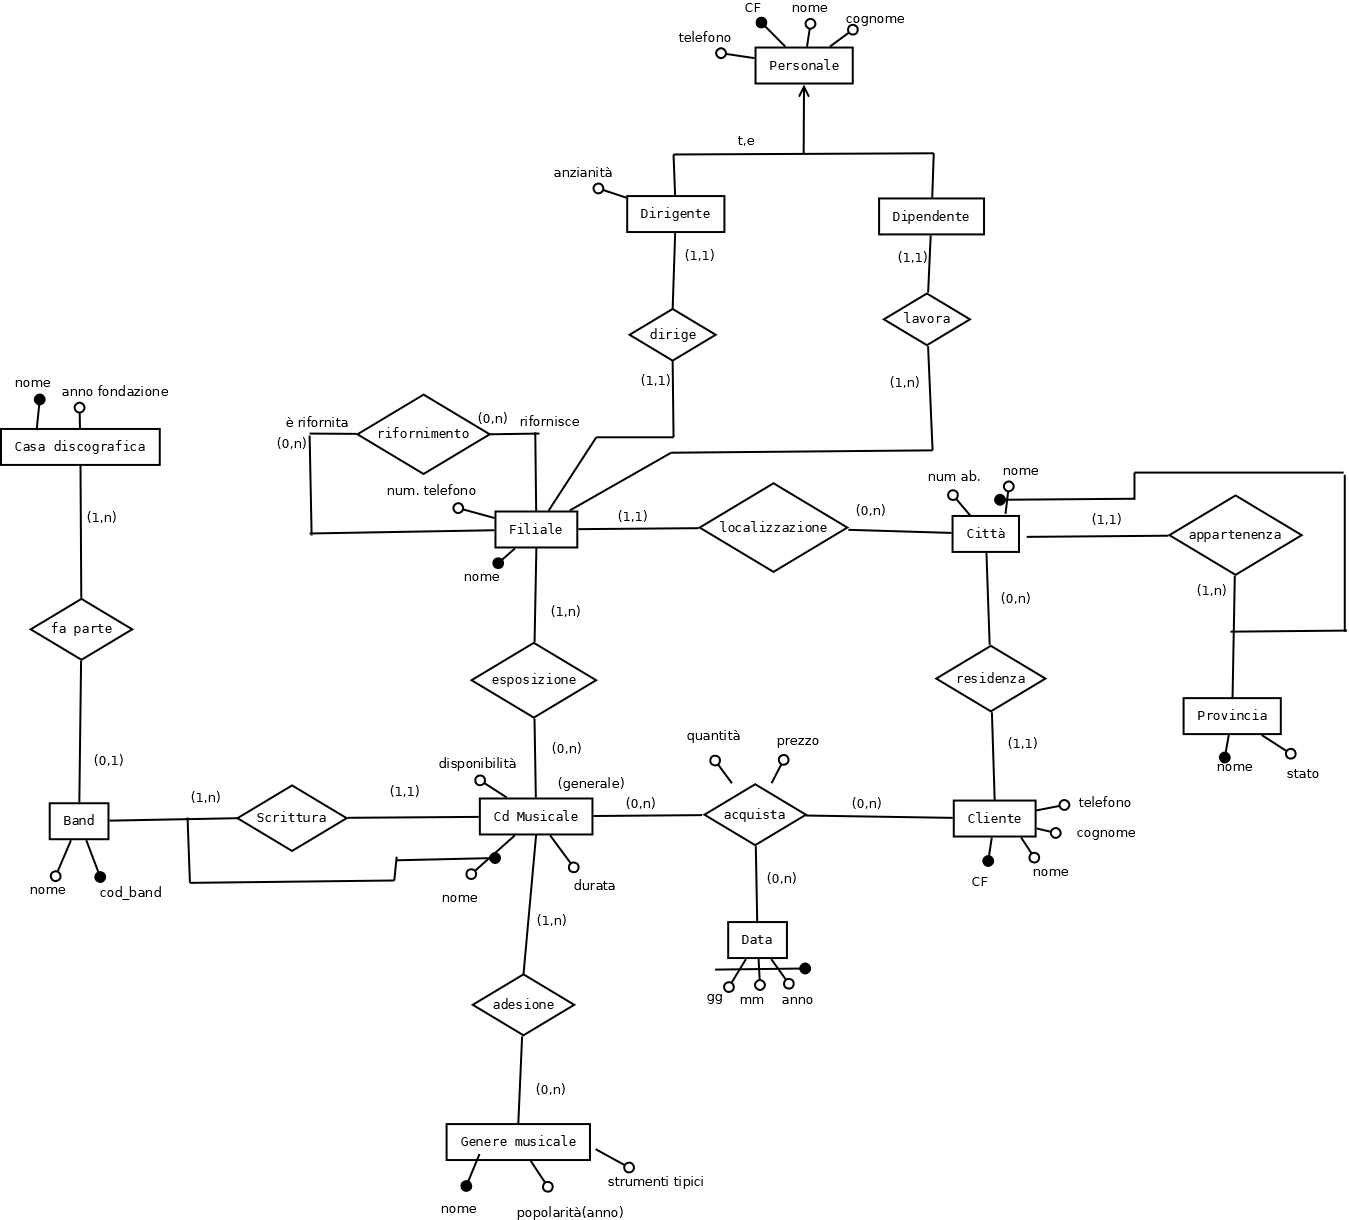 CF
nome
cognome
telefono
Personale
t,e
anzianità
Dirigente
Dipendente
(1,1)
(1,1)
dirige
lavora
(1,1)
(1,n)
nome
anno fondazione
Casa discografica
è rifornita
(0,n)
rifornimento
(0,n)
rifornisce
num. telefono
Filiale
nome
(1,1)
localizzazione
(0,n)
num ab.
nome
Città
(1,1)
appartenenza
(1,n)
(1,n)
fa parte
(0,1)
(1,n)
esposizione
(0,n)
(0,n)
residenza
(1,1)
Provincia
nome
stato
disponibilità
(generale)
quantità
prezzo
Band
nome
cod_band
(1,n)
Scrittura
(1,1)
Cd Musicale
nome
durata
(0,n)
acquista
(0,n)
Cliente
telefono
cognome
nome
CF
(0,n)
Data
gg
mm
anno
(1,n)
adesione
(0,n)
Genere musicale
nome
popolarità(anno)
strumenti tipici